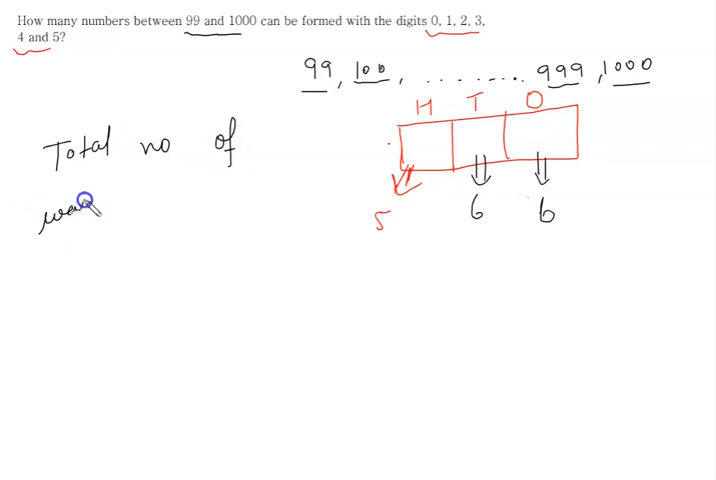 How many numbers between 99 and 1000 can be formed with the digits 0, 1, 2, 3,
4 and 5?
99, 100, ........ 999, 1000
H T O
Total no of
5 6 6